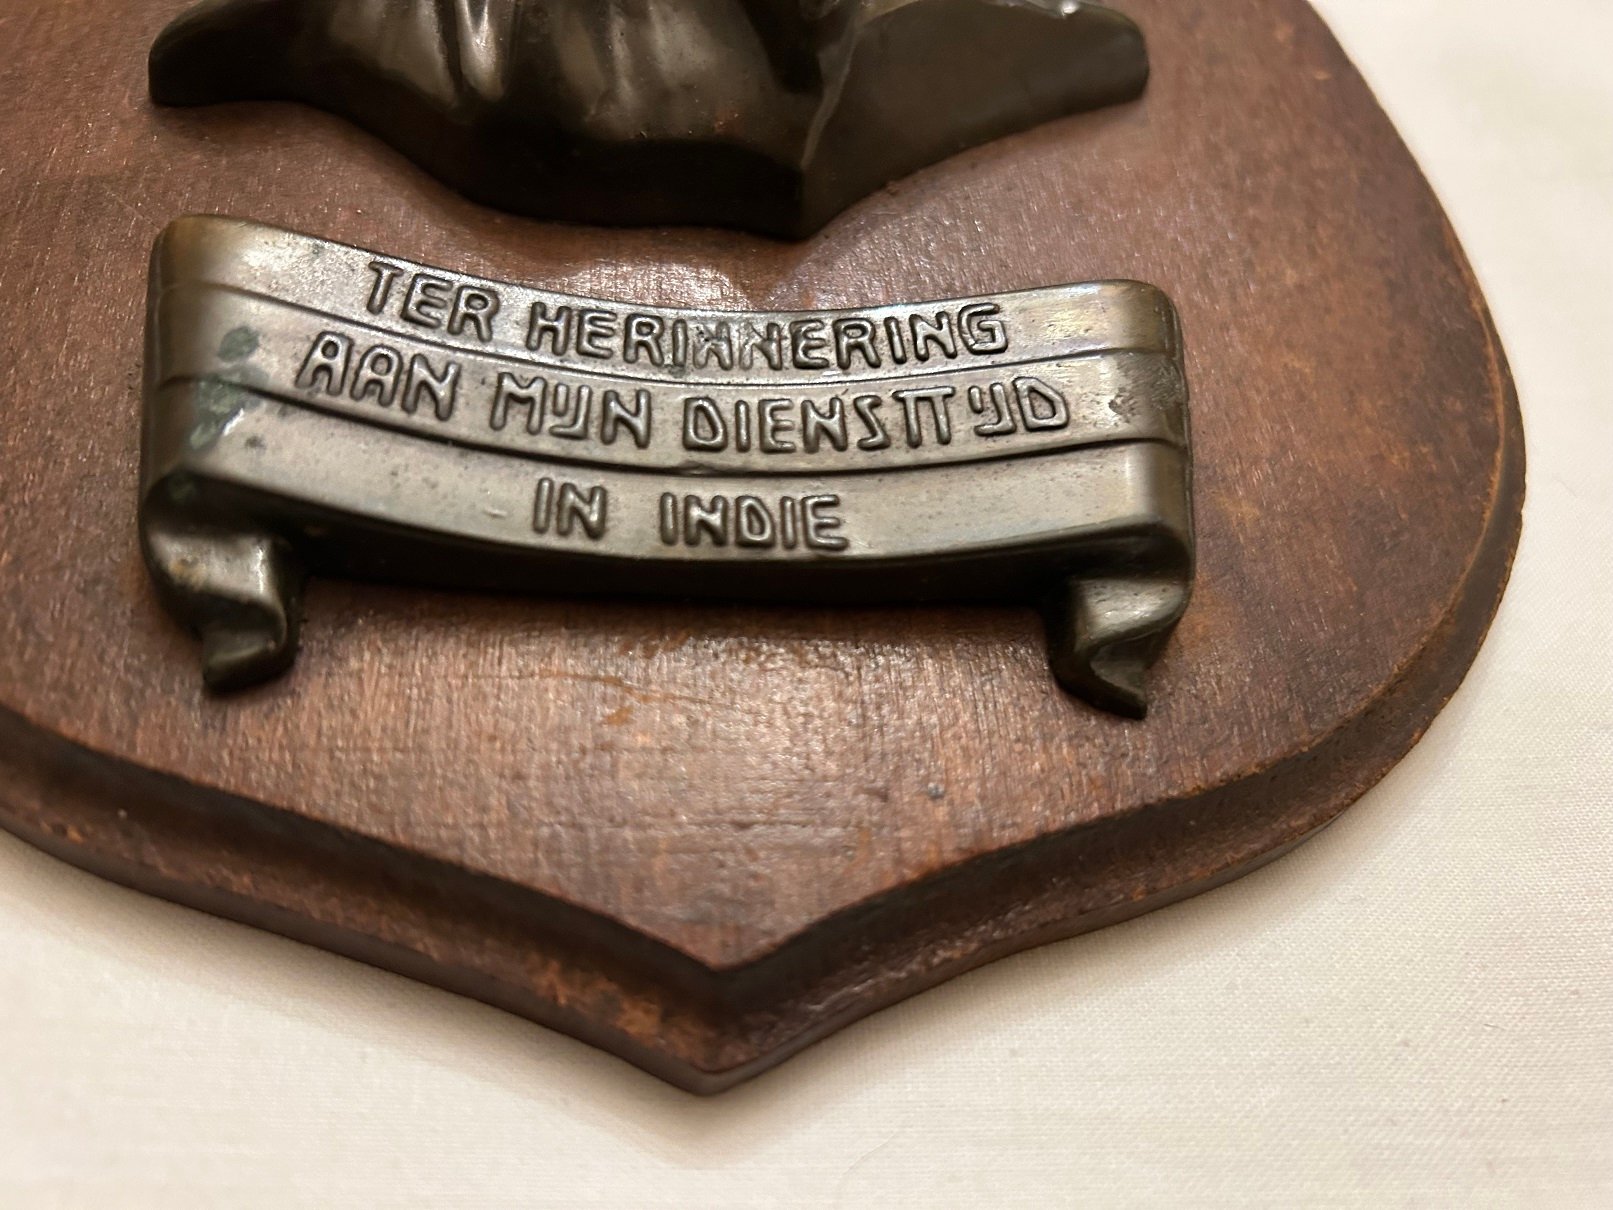 TER HERINNERING
AAN MIJN DIENSTTIJD
IN INDIE